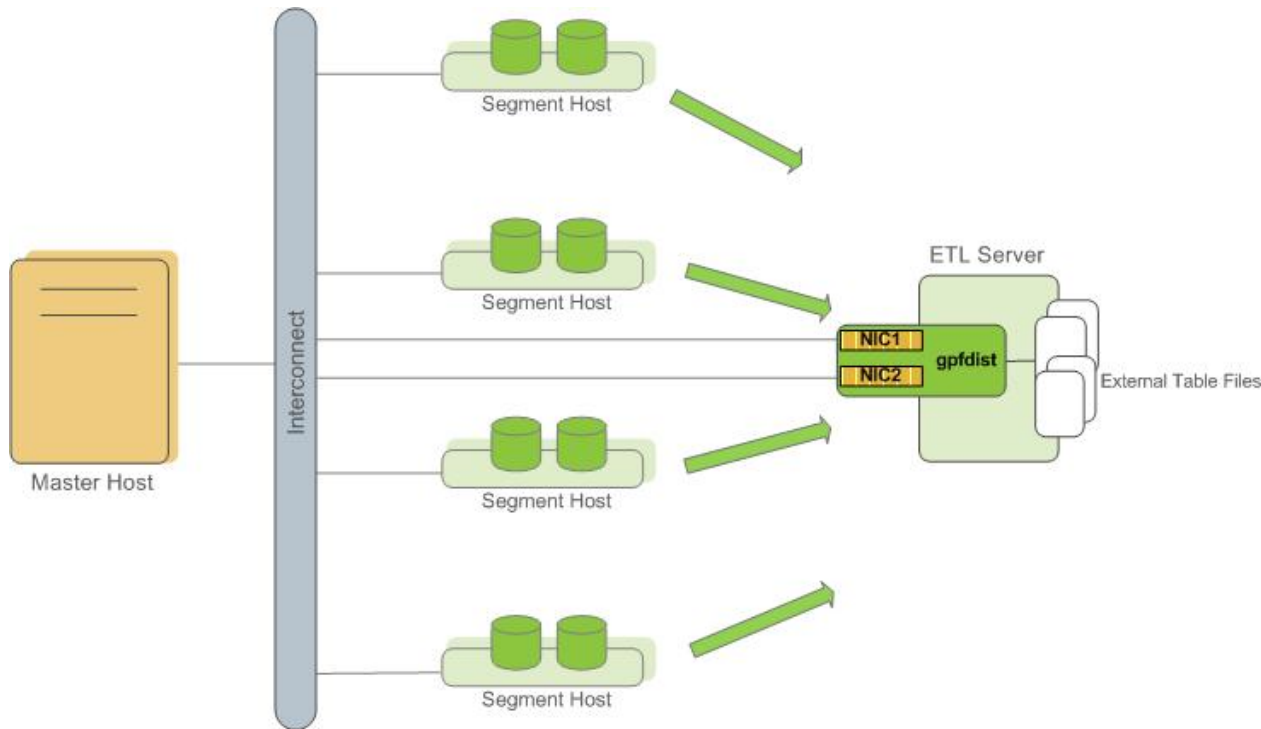 Segment Host
Segment Host
ETL Server
Interconnect
NIC1
gpfdist
NIC2
External Table Files
Master Host
Segment Host
Segment Host